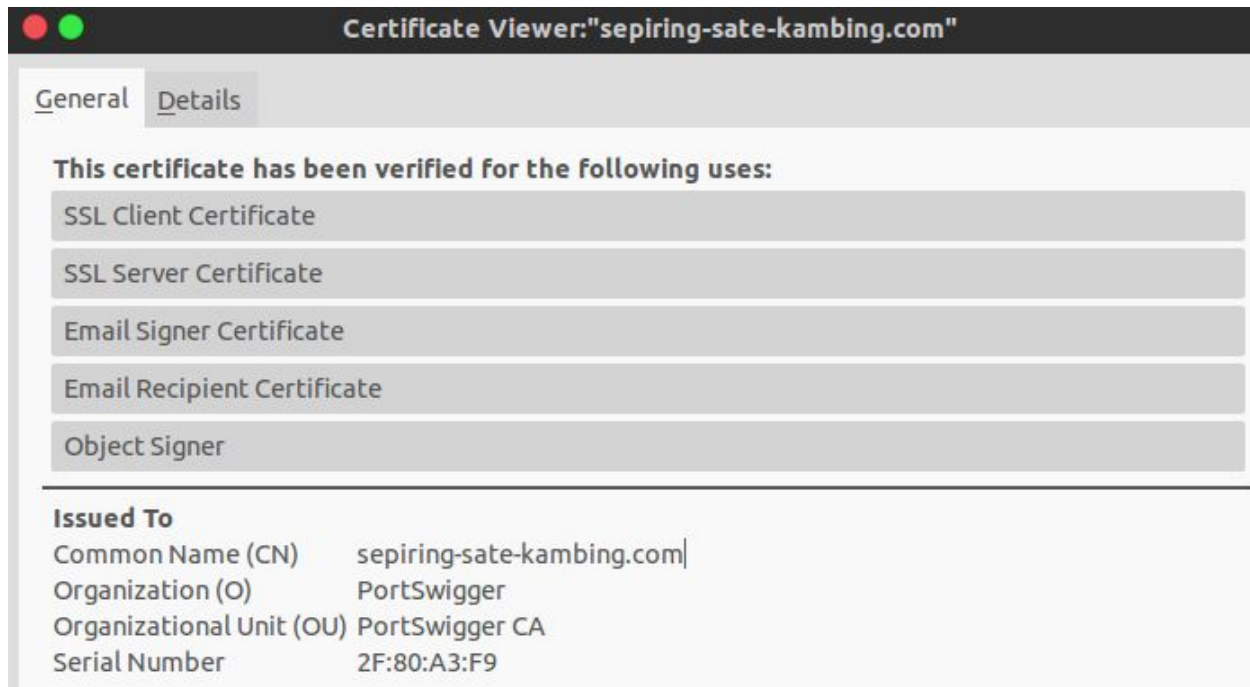 Certificate Viewer:"sepiring-sate-kambing.com"
General Details
This certificate has been verified for the following uses:
SSL Client Certificate
SSL Server Certificate
Email Signer Certificate
Email Recipient Certificate
Object Signer
Issued To
Common Name (CN) sepiring-sate-kambing.com
Organization (O) PortSwigger
Organizational Unit (OU) PortSwigger CA
Serial Number 2F:80:A3:F9